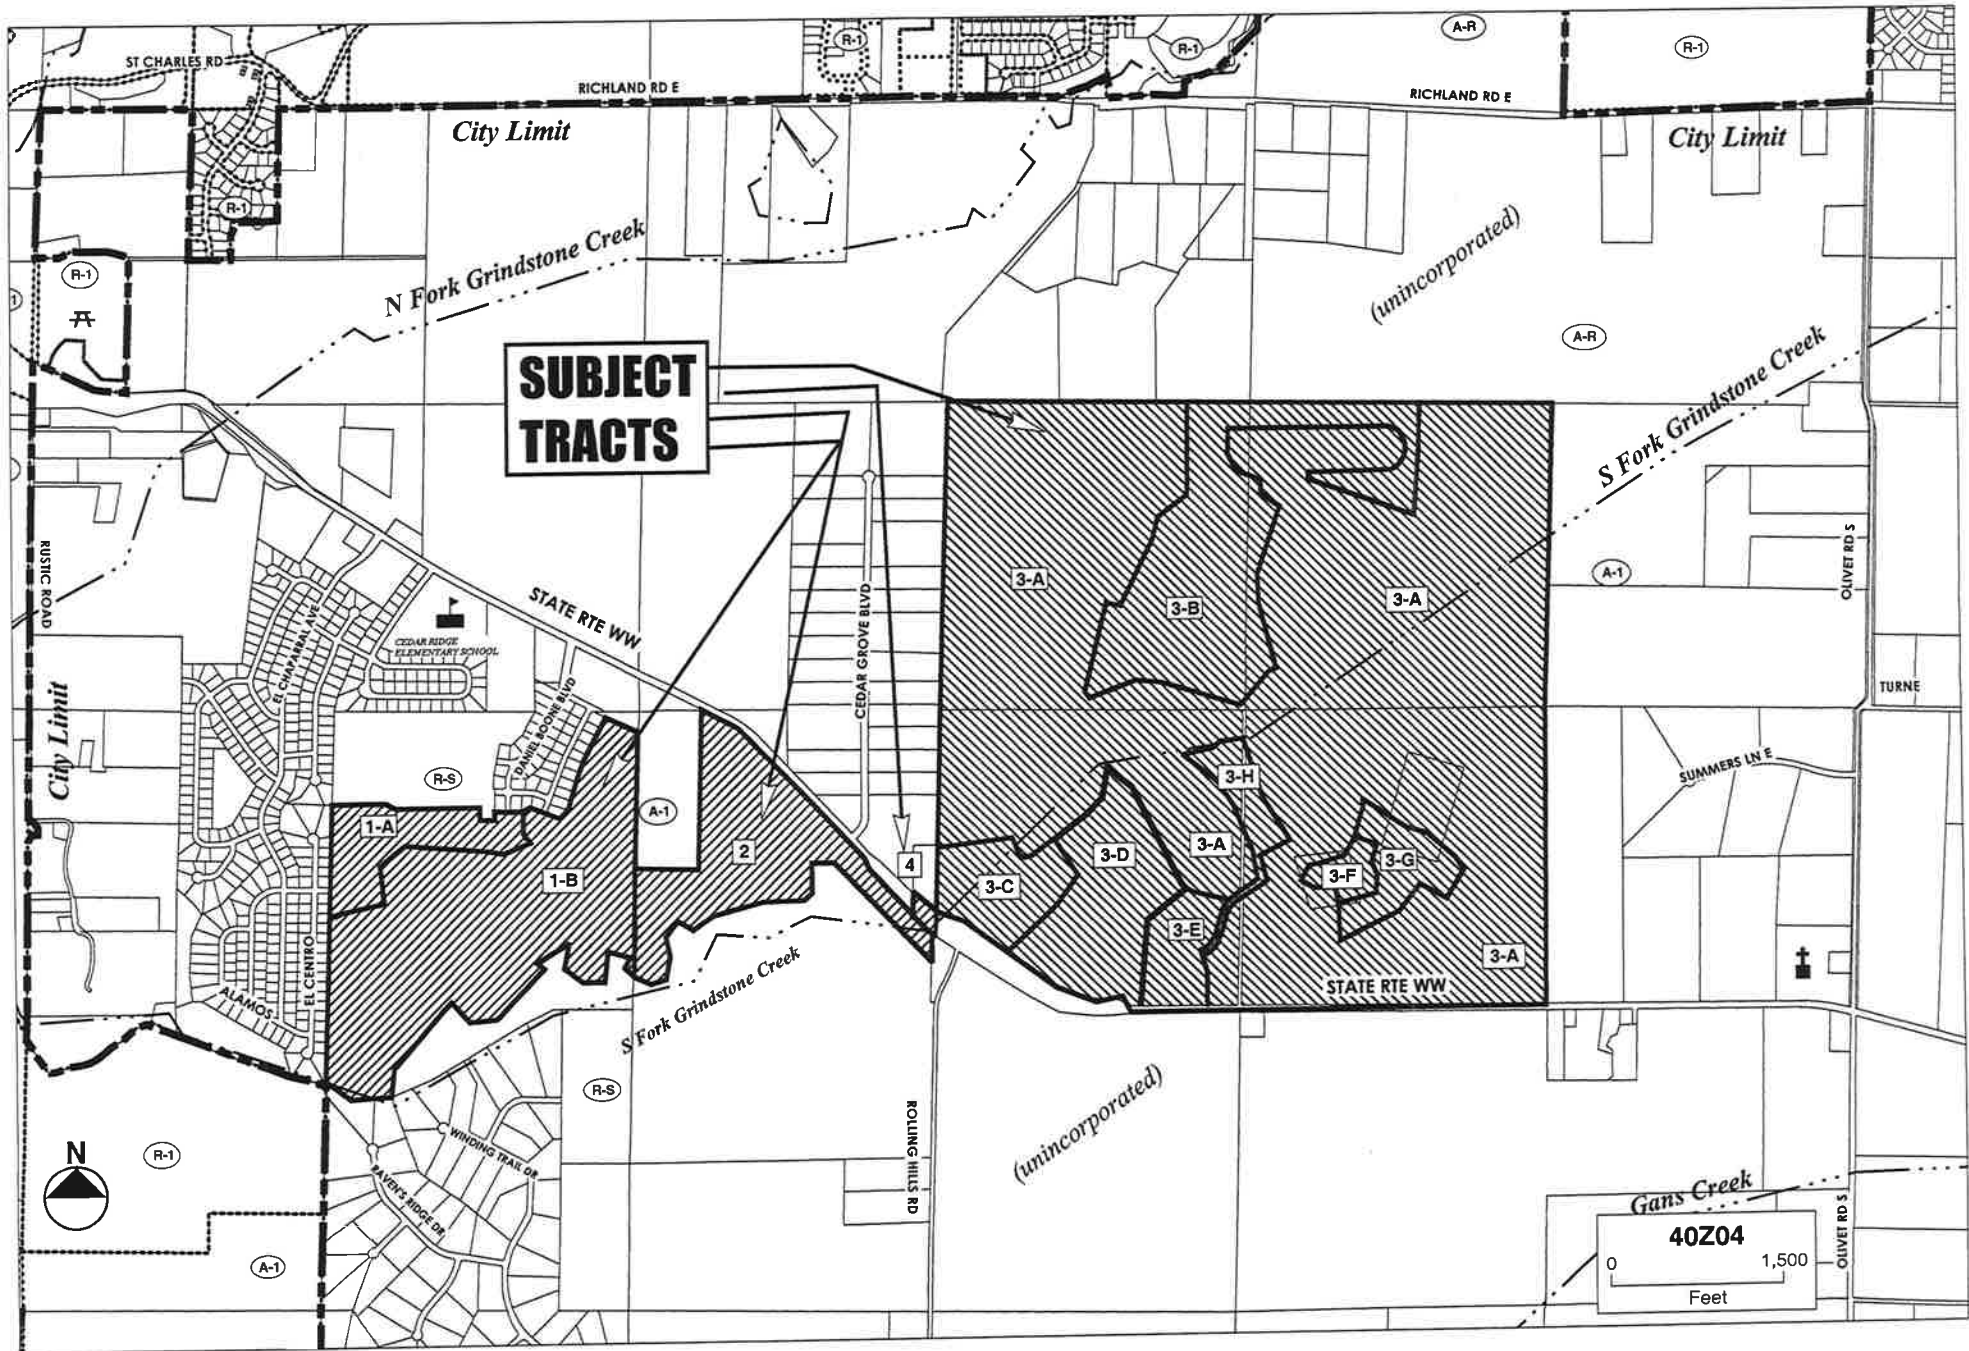 A-R
R-1
R-1
R-1
ST CHARLES RD
RICHLAND RD E
RICHLAND RD E
City Limit
City Limit
R-1
N Fork Grindstone Creek
(unincorporated)
R-1
A-R
S Fork Grindstone Creek
SUBJECT
TRACTS
RUSTIC ROAD
City Limit
EL CHAPARRAL AVE
CEDAR RIDGE
ELEMENTARY SCHOOL
STATE RTE WW
CEDAR GROVE BLVD
3-A
3-B
3-A
A-1
OLIVET RD S
TURNE
DANIEL BOONE BLVD
R-S
A-1
SUMMERS LN E
3-H
1-A
1-B
2
4
3-C
3-D
3-A
3-E
3-F
3-G
3-A
STATE RTE WW
EL CENTRO
ALAMOS
S Fork Grindstone Creek
R-S
ROLLING HILLS RD
(unincorporated)
N
R-1
WINDING TRAIL DR
RAVEN'S RIDGE DR
A-1
Gans Creek
OLIVET RD S
40Z04
0 1,500
Feet